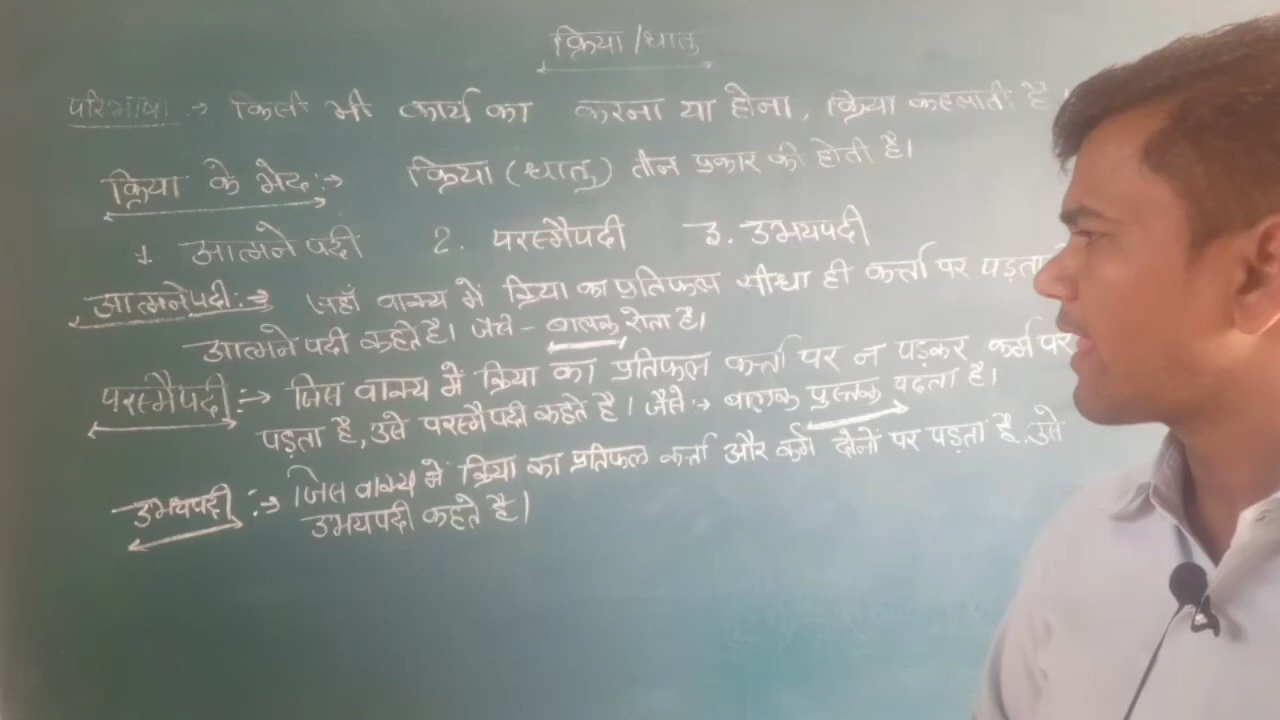 क्रिया / धातु
परिभाषा :→ किसी भी कार्य का करना या होना, क्रिया कहलाती है।
क्रिया के भेद :→ क्रिया (धातु) तीन प्रकार की होती है।
1. आत्मनेपदी 2. परस्मैपदी 3. उभयपदी
आत्मनेपदी :→ जहाँ वाक्य में क्रिया का प्रतिफल सीधा ही कर्त्ता पर पड़ता
आत्मनेपदी कहते है। जैसे - बालक रोता है।
परस्मैपदी :→ जिस वाक्य में क्रिया का प्रतिफल कर्त्ता पर न पड़कर कर्म पर
पड़ता है, उसे परस्मैपदी कहते है। जैसे :→ बालक पुस्तक पढता है।
उभयपदी :→ जिस वाक्य में क्रिया का प्रतिफल कर्त्ता और कर्म दोनों पर पड़ता है, उसे
उभयपदी कहते है।